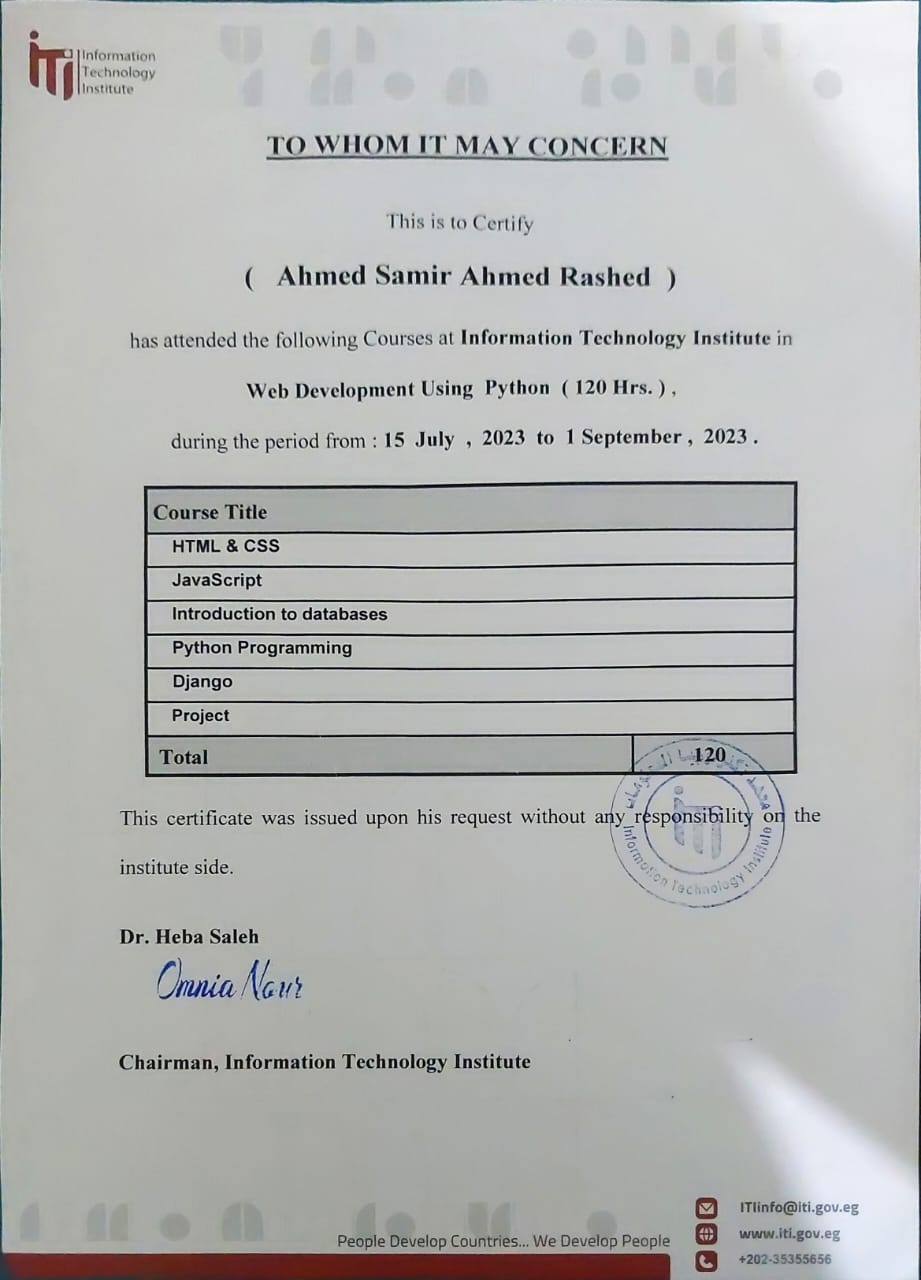 iTi
Information
Technology
Institute
TO WHOM IT MAY CONCERN
This is to Certify
( Ahmed Samir Ahmed Rashed )
has attended the following Courses at Information Technology Institute in
Web Development Using Python ( 120 Hrs. ) ,
during the period from : 15 July , 2023 to 1 September , 2023 .
Course Title
HTML & CSS
JavaScript
Introduction to databases
Python Programming
Django
Project
Total 120
This certificate was issued upon his request without any responsibility on the
institute side.
معهد تكنولوجيا المعلومات
iTi
Information Technology Institute
Dr. Heba Saleh
Omnia Nour
Chairman, Information Technology Institute
People Develop Countries... We Develop People
ITIinfo@iti.gov.eg
www.iti.gov.eg
+202-35355656